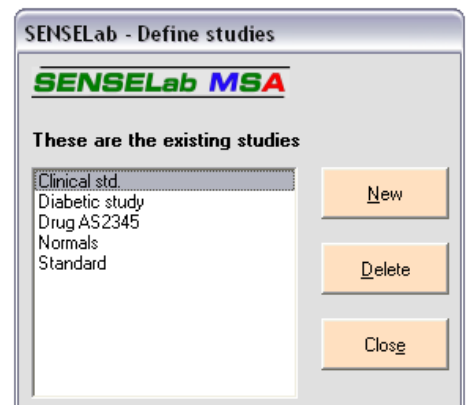 SENSELab - Define studies
SENSELab MSA
These are the existing studies
Clinical std.
Diabetic study
Drug AS2345
Normals
Standard
New
Delete
Close